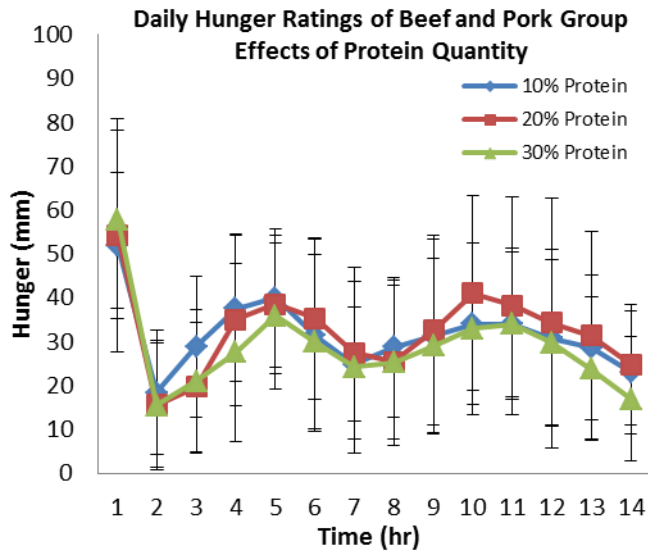 Daily Hunger Ratings of Beef and Pork Group
Effects of Protein Quantity
10% Protein
20% Protein
30% Protein
Hunger (mm)
100
90
80
70
60
50
40
30
20
10
0
1 2 3 4 5 6 7 8 9 10 11 12 13 14
Time (hr)